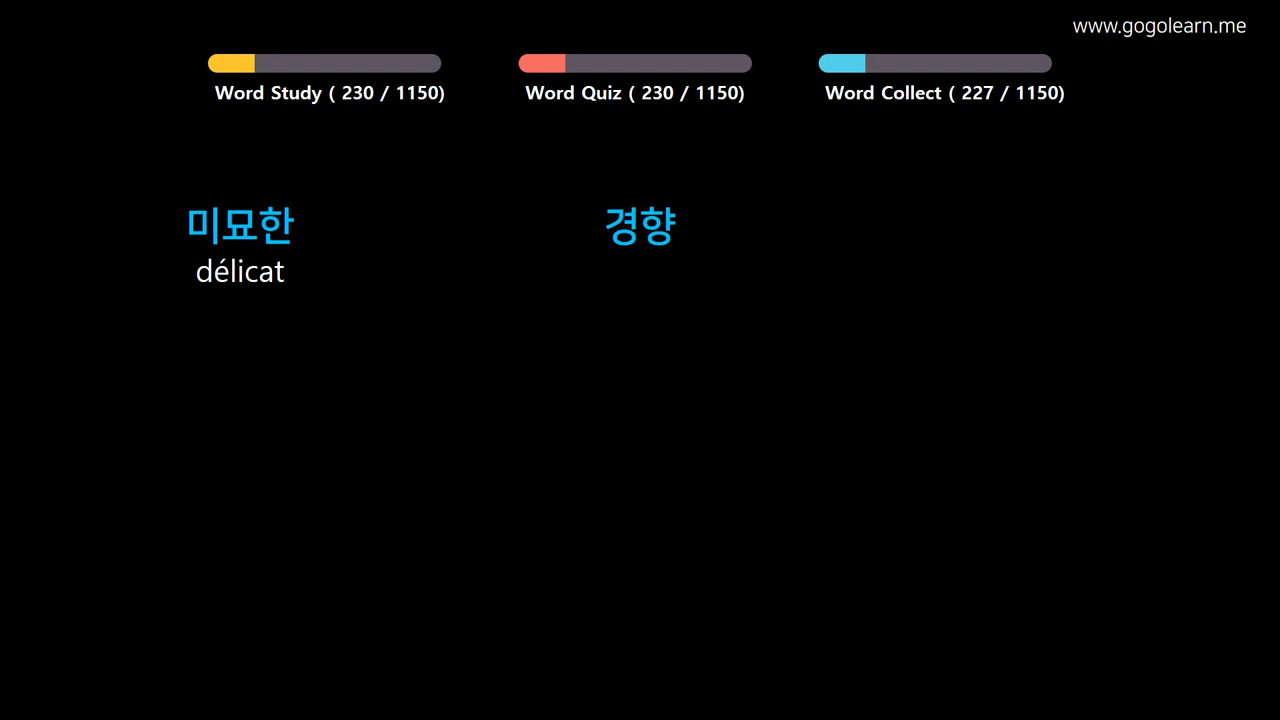 www.gogolearn.me
Word Study ( 230 / 1150)
Word Quiz ( 230 / 1150)
Word Collect ( 227 / 1150)
미묘한
délicat
경향